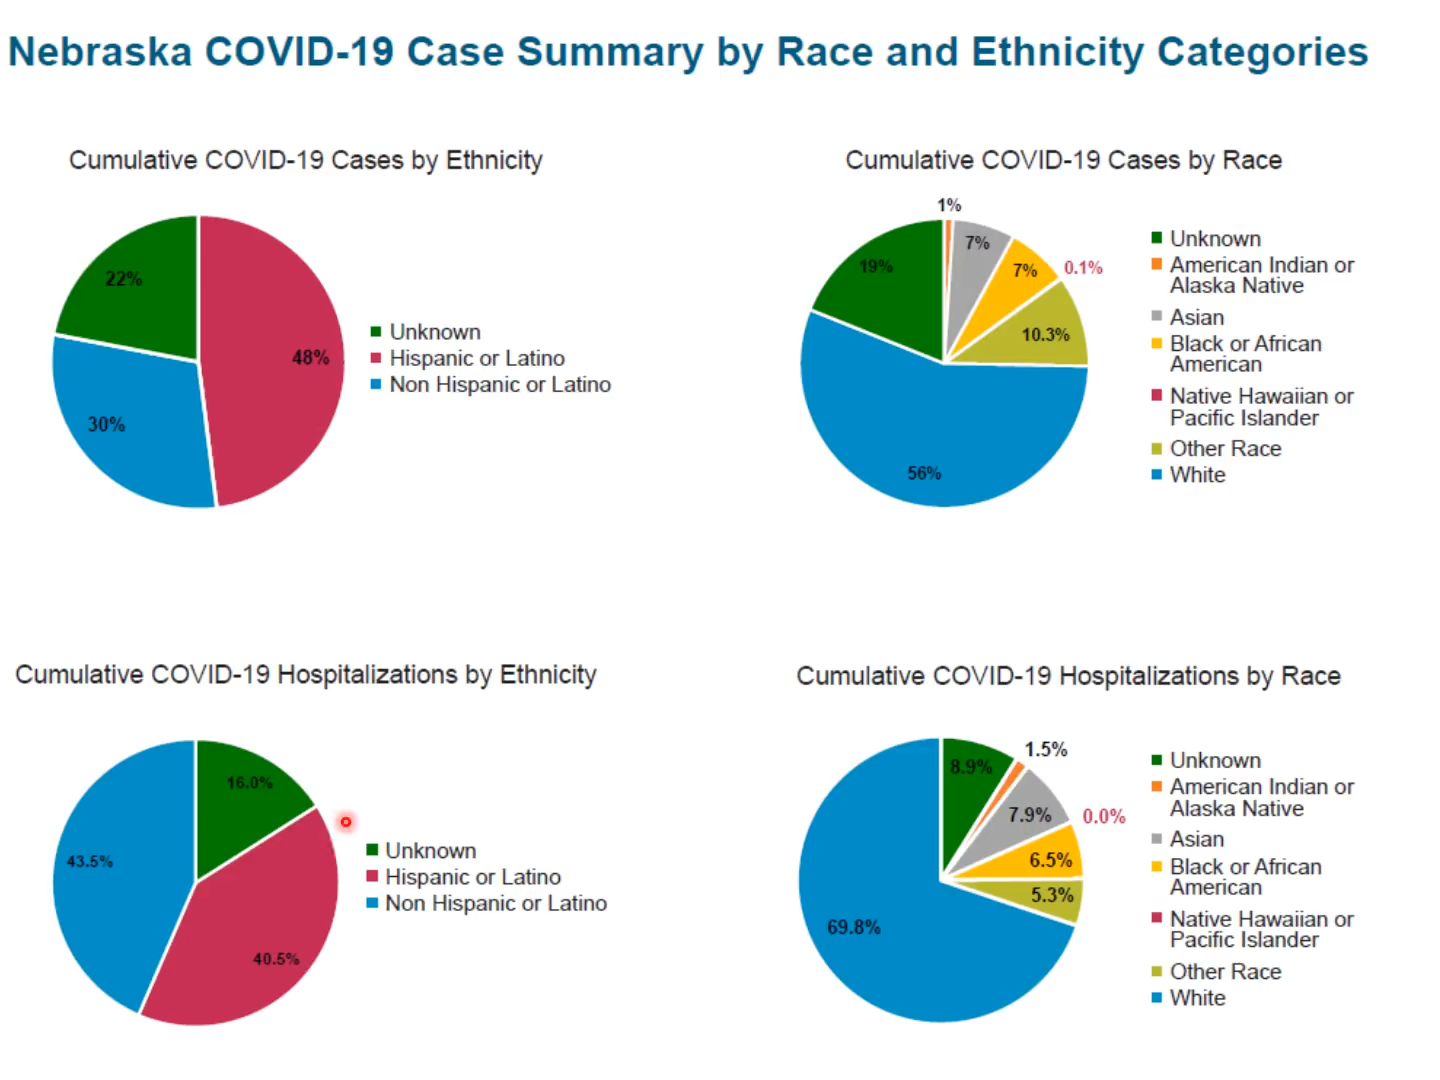 Nebraska COVID-19 Case Summary by Race and Ethnicity Categories
Cumulative COVID-19 Cases by Ethnicity
22%
48%
30%
Unknown
Hispanic or Latino
Non Hispanic or Latino
Cumulative COVID-19 Cases by Race
1%
7%
7%
0.1%
19%
10.3%
56%
Unknown
American Indian or
Alaska Native
Asian
Black or African
American
Native Hawaiian or
Pacific Islander
Other Race
White
Cumulative COVID-19 Hospitalizations by Ethnicity
16.0%
43.5%
40.5%
Unknown
Hispanic or Latino
Non Hispanic or Latino
Cumulative COVID-19 Hospitalizations by Race
1.5%
8.9%
7.9%
0.0%
6.5%
5.3%
69.8%
Unknown
American Indian or
Alaska Native
Asian
Black or African
American
Native Hawaiian or
Pacific Islander
Other Race
White